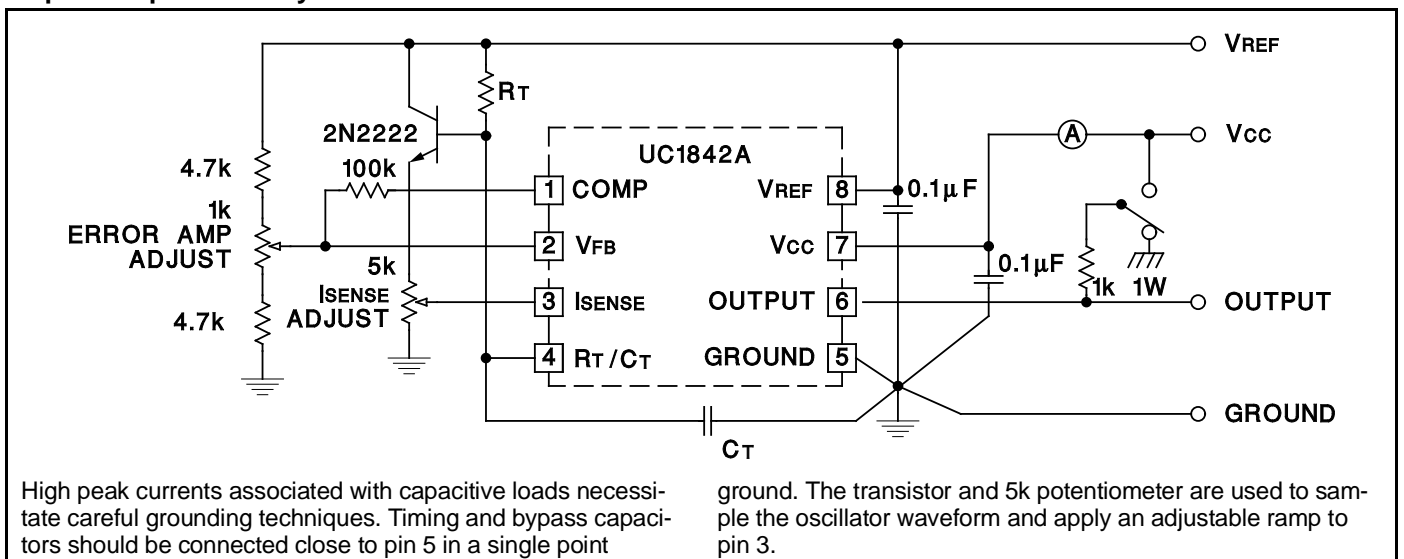 VREF
RT
2N2222
VCC
A
UC1842A
4.7k
100k
1 COMP
VREF 8
0.1µF
1k
ERROR AMP
ADJUST
2 VFB
VCC 7
5k
0.1µF
ISENSE
ADJUST
3 ISENSE
OUTPUT 6
1k 1W
OUTPUT
4.7k
4 RT/CT
GROUND 5
GROUND
CT
High peak currents associated with capacitive loads necessi-
tate careful grounding techniques. Timing and bypass capaci-
tors should be connected close to pin 5 in a single point
ground. The transistor and 5k potentiometer are used to sam-
ple the oscillator waveform and apply an adjustable ramp to
pin 3.